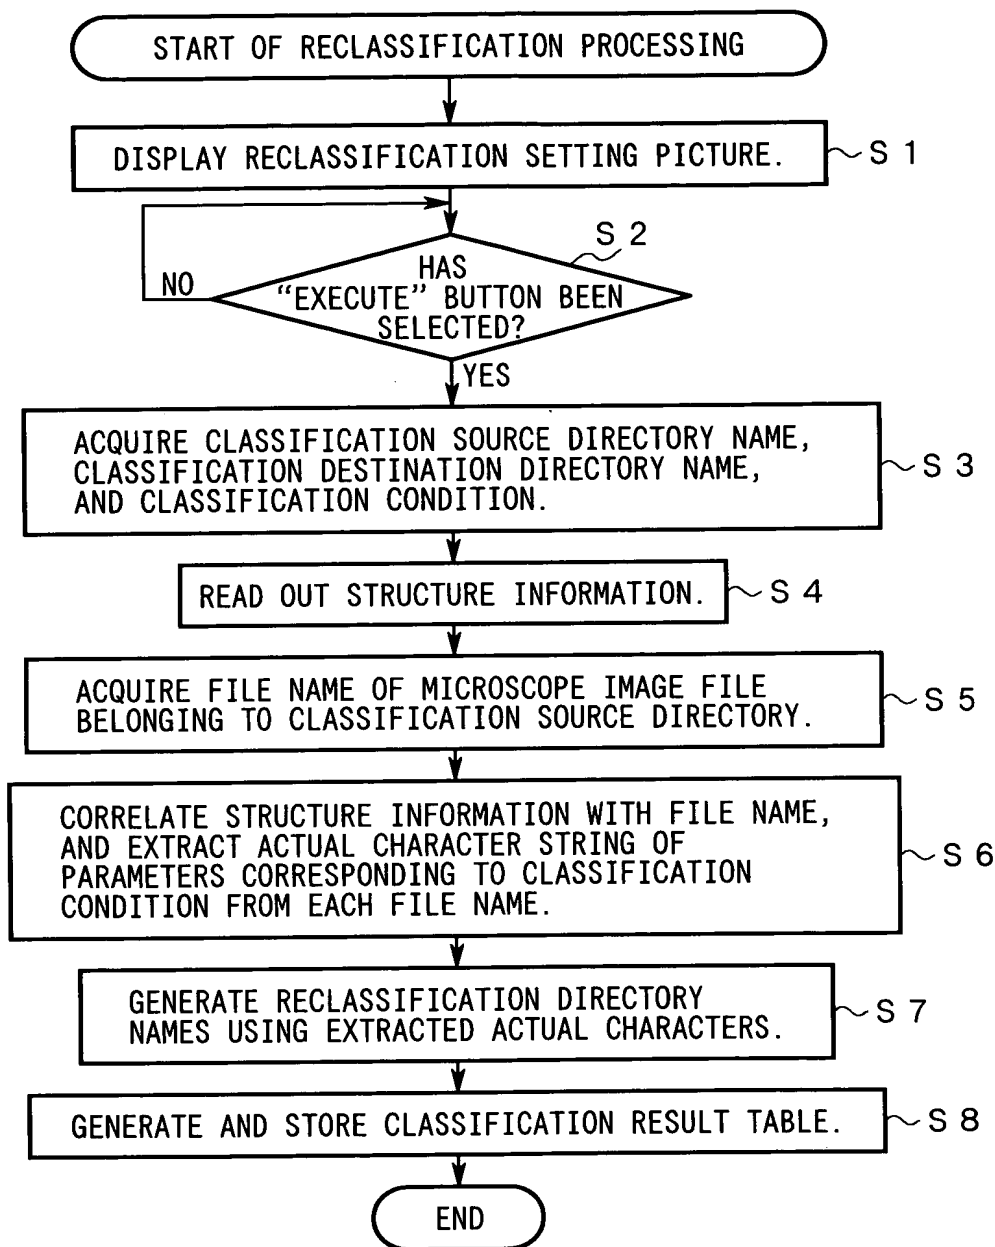 START OF RECLASSIFICATION PROCESSING
DISPLAY RECLASSIFICATION SETTING PICTURE.
S 1
S 2
HAS
“EXECUTE” BUTTON BEEN
SELECTED?
NO
YES
ACQUIRE CLASSIFICATION SOURCE DIRECTORY NAME,
CLASSIFICATION DESTINATION DIRECTORY NAME,
AND CLASSIFICATION CONDITION.
S 3
READ OUT STRUCTURE INFORMATION.
S 4
ACQUIRE FILE NAME OF MICROSCOPE IMAGE FILE
BELONGING TO CLASSIFICATION SOURCE DIRECTORY.
S 5
CORRELATE STRUCTURE INFORMATION WITH FILE NAME,
AND EXTRACT ACTUAL CHARACTER STRING OF
PARAMETERS CORRESPONDING TO CLASSIFICATION
CONDITION FROM EACH FILE NAME.
S 6
GENERATE RECLASSIFICATION DIRECTORY
NAMES USING EXTRACTED ACTUAL CHARACTERS.
S 7
GENERATE AND STORE CLASSIFICATION RESULT TABLE.
S 8
END